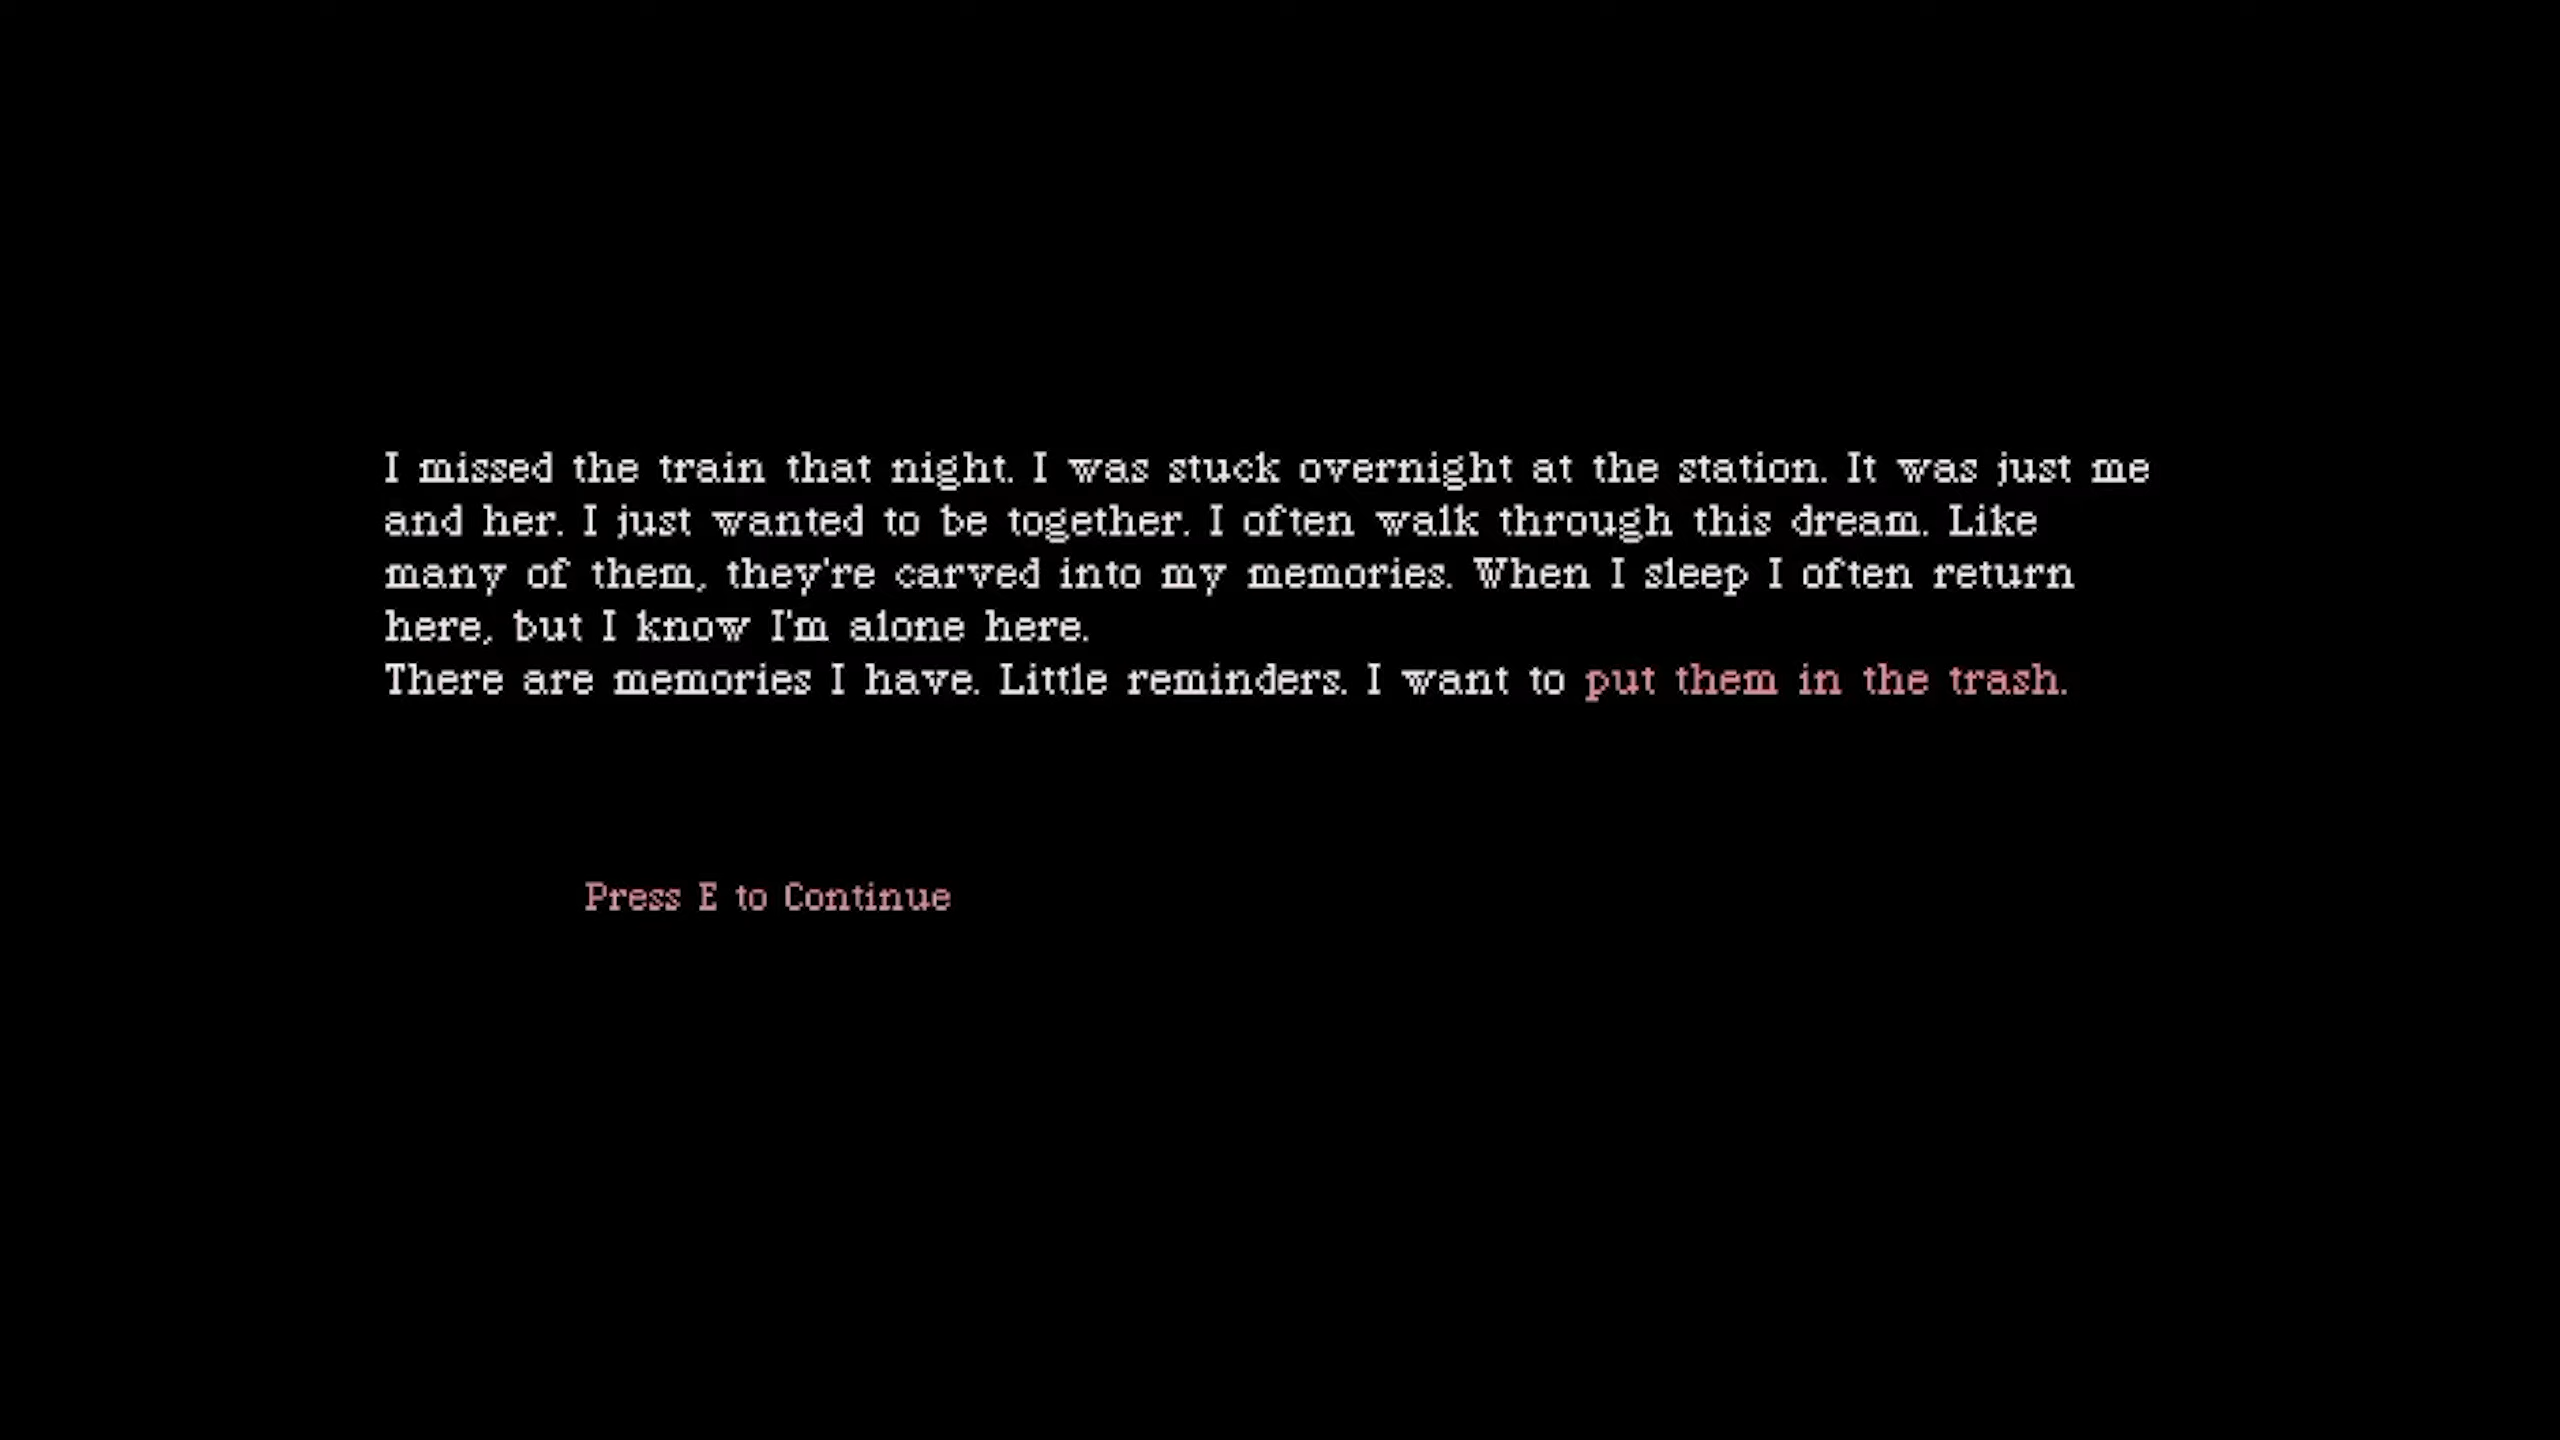 I missed the train that night. I was stuck overnight at the station. It was just me
and her. I just wanted to be together. I often walk through this dream. Like
many of them, they're carved into my memories. When I sleep I often return
here, but I know I'm alone here.
There are memories I have. Little reminders. I want to put them in the trash.
Press E to Continue